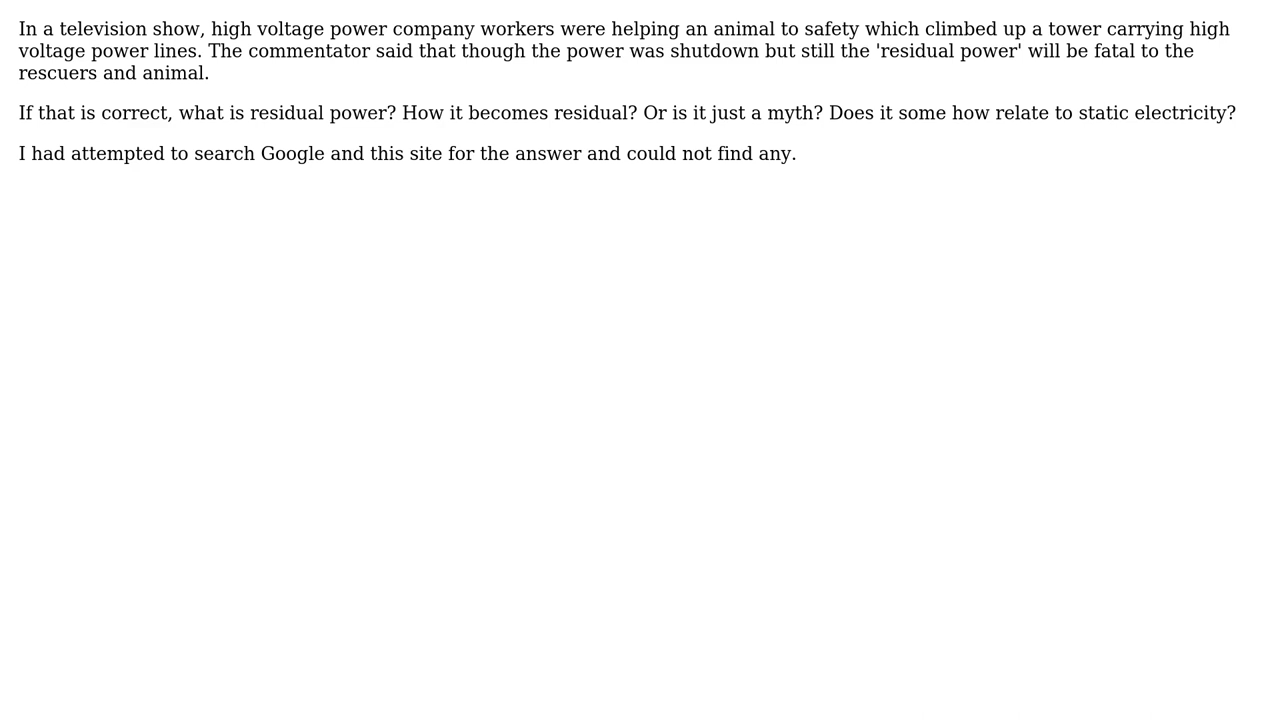 In a television show, high voltage power company workers were helping an animal to safety which climbed up a tower carrying high
voltage power lines. The commentator said that though the power was shutdown but still the 'residual power' will be fatal to the
rescuers and animal.
If that is correct, what is residual power? How it becomes residual? Or is it just a myth? Does it some how relate to static electricity?
I had attempted to search Google and this site for the answer and could not find any.